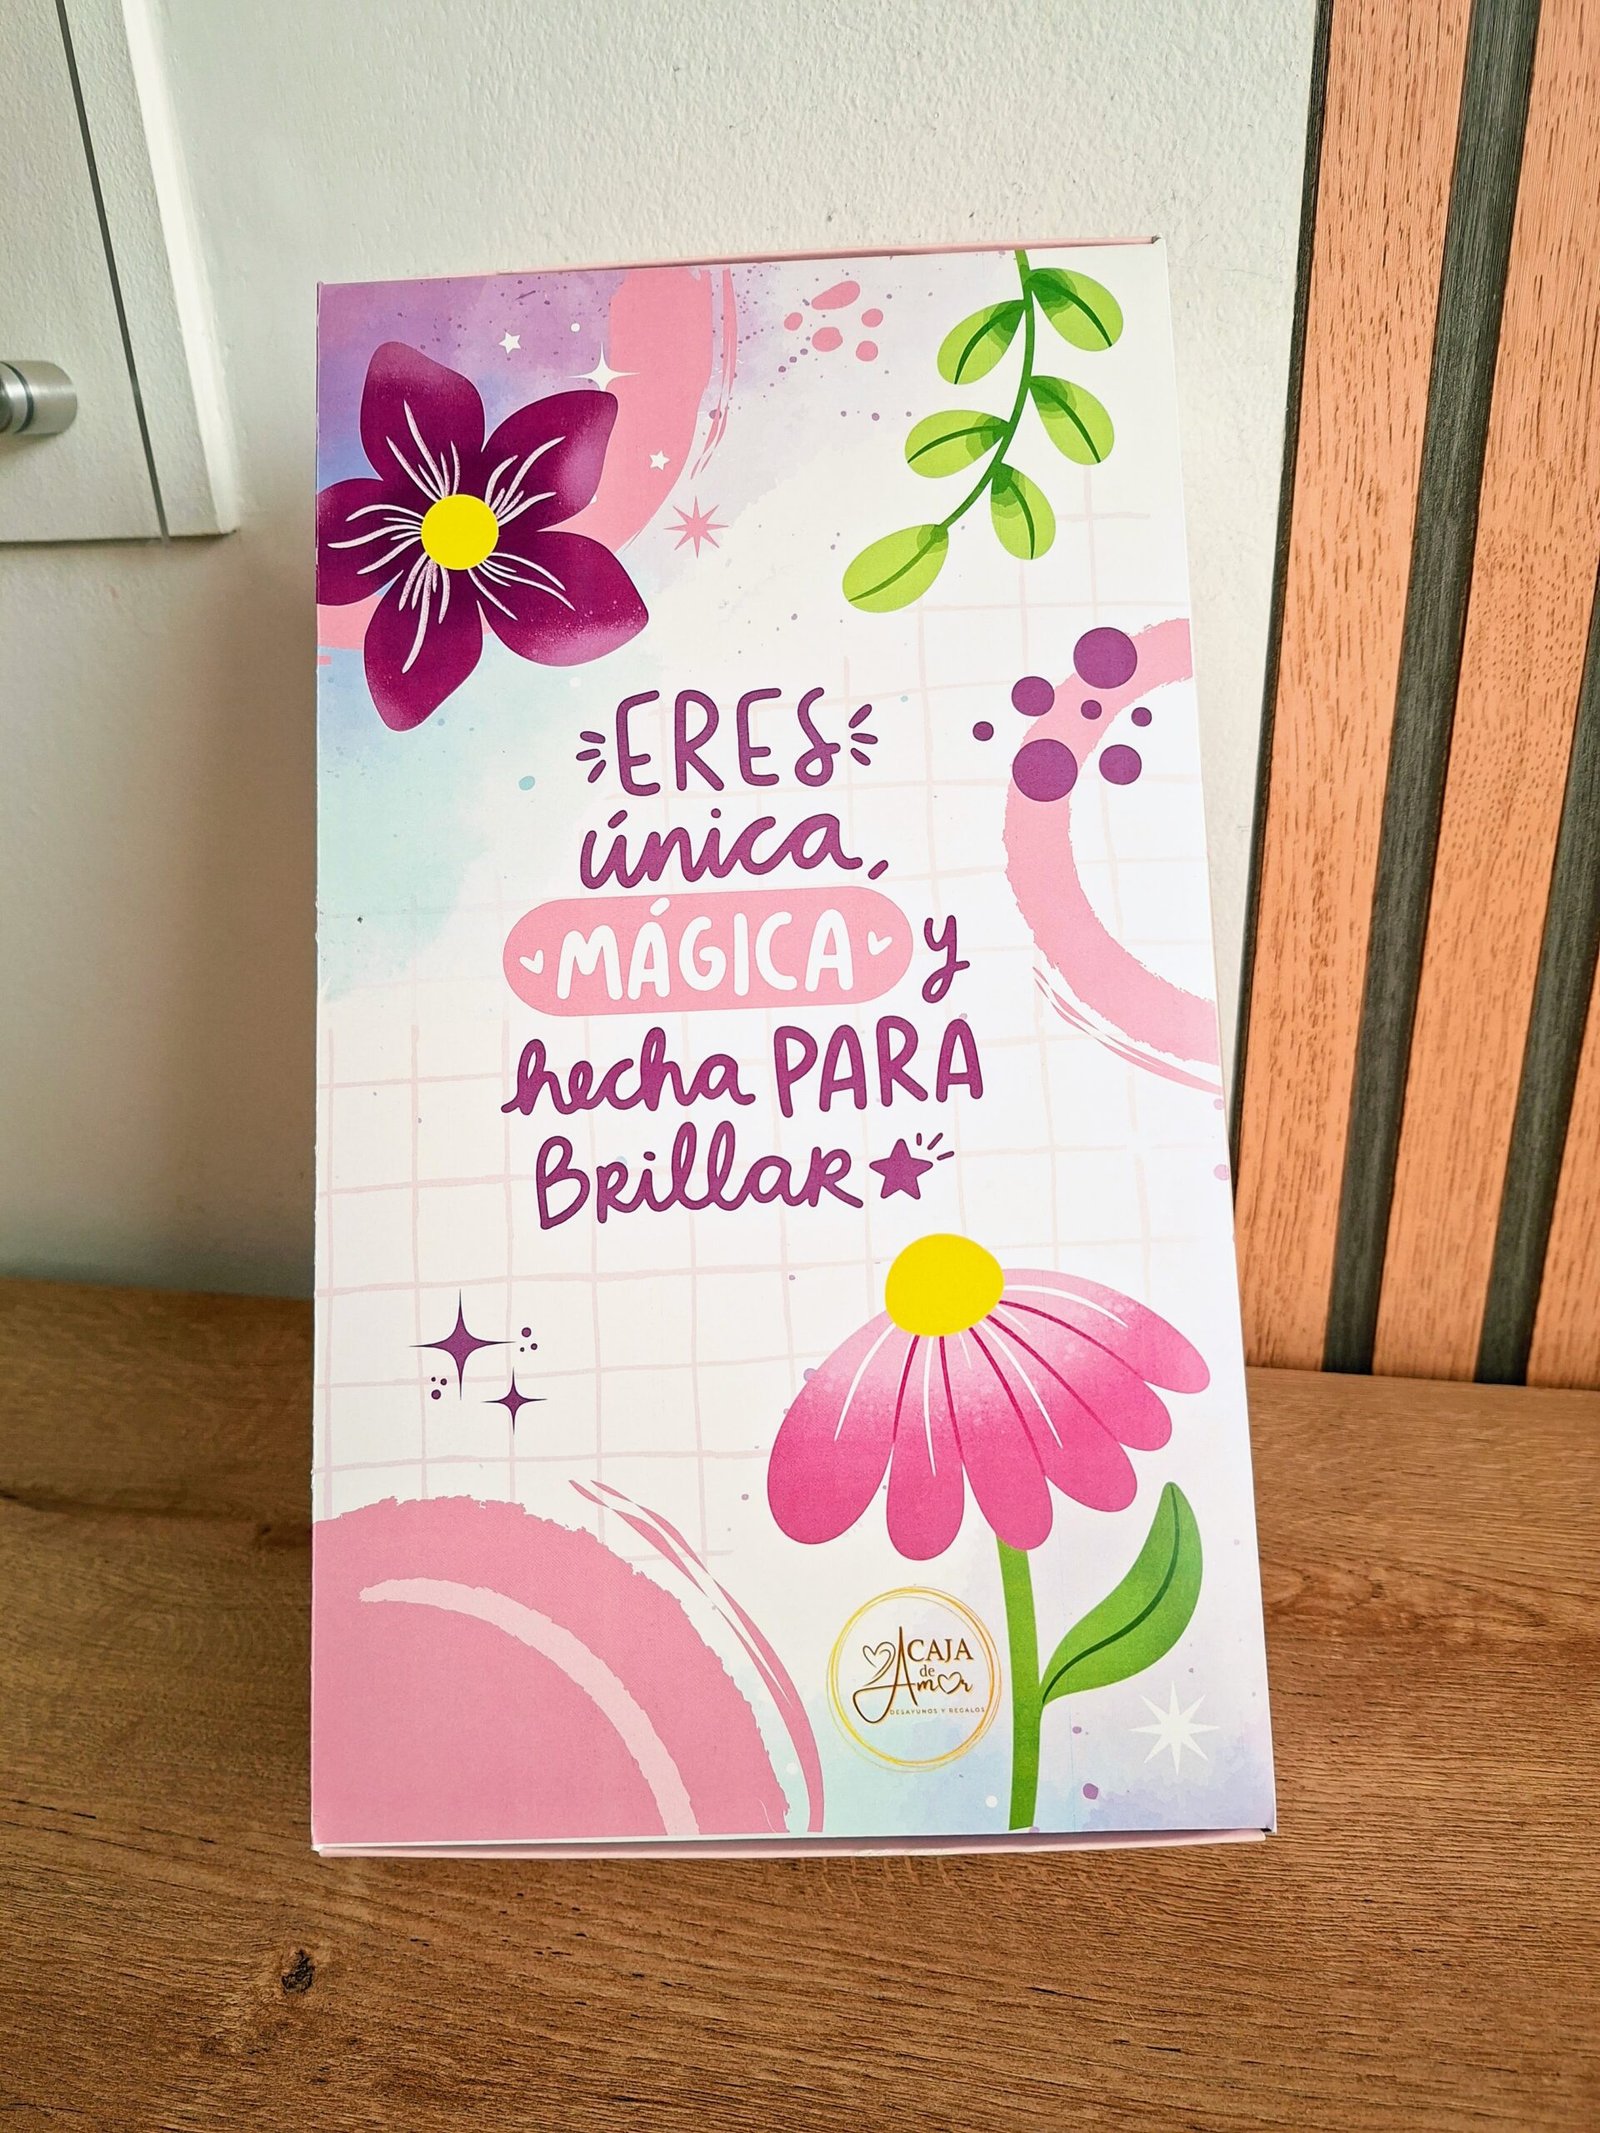 ERES
única,
MÁGICA y
hecha PARA
BRillaR
CAJA
de
Amor
DESAYUNOS Y REGALOS